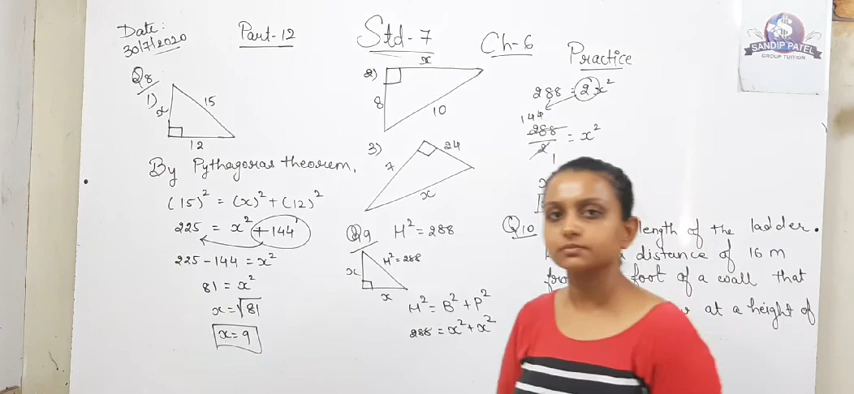 Date:
30/7/2020
Part-12
Std-7
Ch-6
Practice
SANDIP PATEL
GROUP TUITION
Q8
1)
x
15
12
By Pythagoras theorem,
(15)² = (x)² + (12)²
225 = x² + 144
225 - 144 = x²
81 = x²
x = √81
x = 9
2)
x
8
10
3)
7
24
x
Q9 H² = 288
H² = 288
x
x
H² = B² + P²
288 = x² + x²
288 = 2x²
144
288/2 = x²
1
x
Q10
length of the ladder.
distance of 16 m
foot of a wall that
at a height of